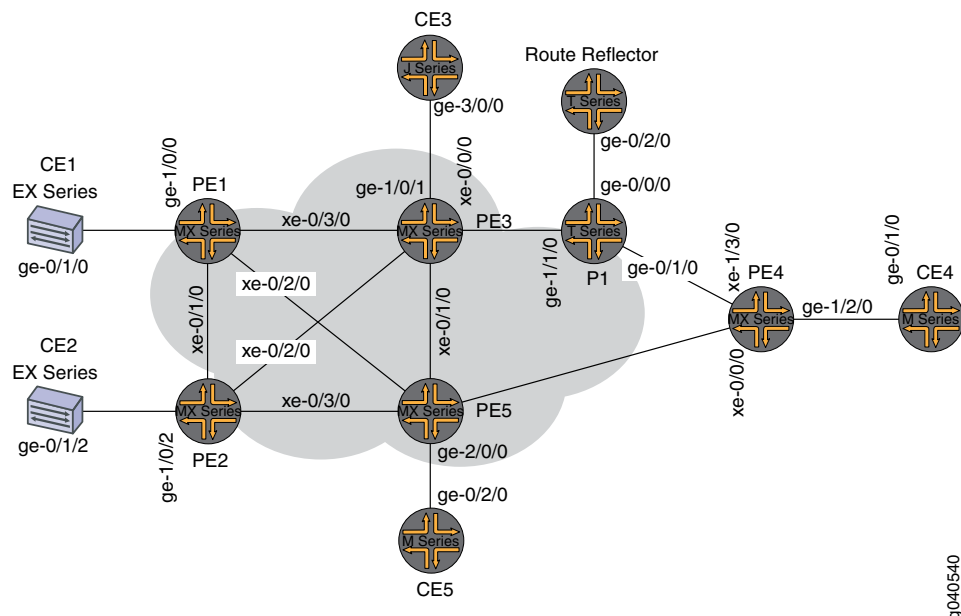 CE3
J Series
ge-3/0/0
Route Reflector
T Series
ge-0/2/0
CE1
EX Series
ge-0/1/0
ge-1/0/0
PE1
MX Series
xe-0/3/0
ge-1/0/1
xe-0/0/0
MX Series
PE3
ge-0/0/0
T Series
ge-1/1/0
P1
ge-0/1/0
xe-1/3/0
PE4
MX Series
xe-0/0/0
ge-1/2/0
ge-0/1/0
CE4
M Series
xe-0/1/0
xe-0/2/0
xe-0/2/0
xe-0/1/0
CE2
EX Series
ge-0/1/2
ge-1/0/2
MX Series
PE2
xe-0/3/0
MX Series
PE5
ge-2/0/0
ge-0/2/0
M Series
CE5
g040540